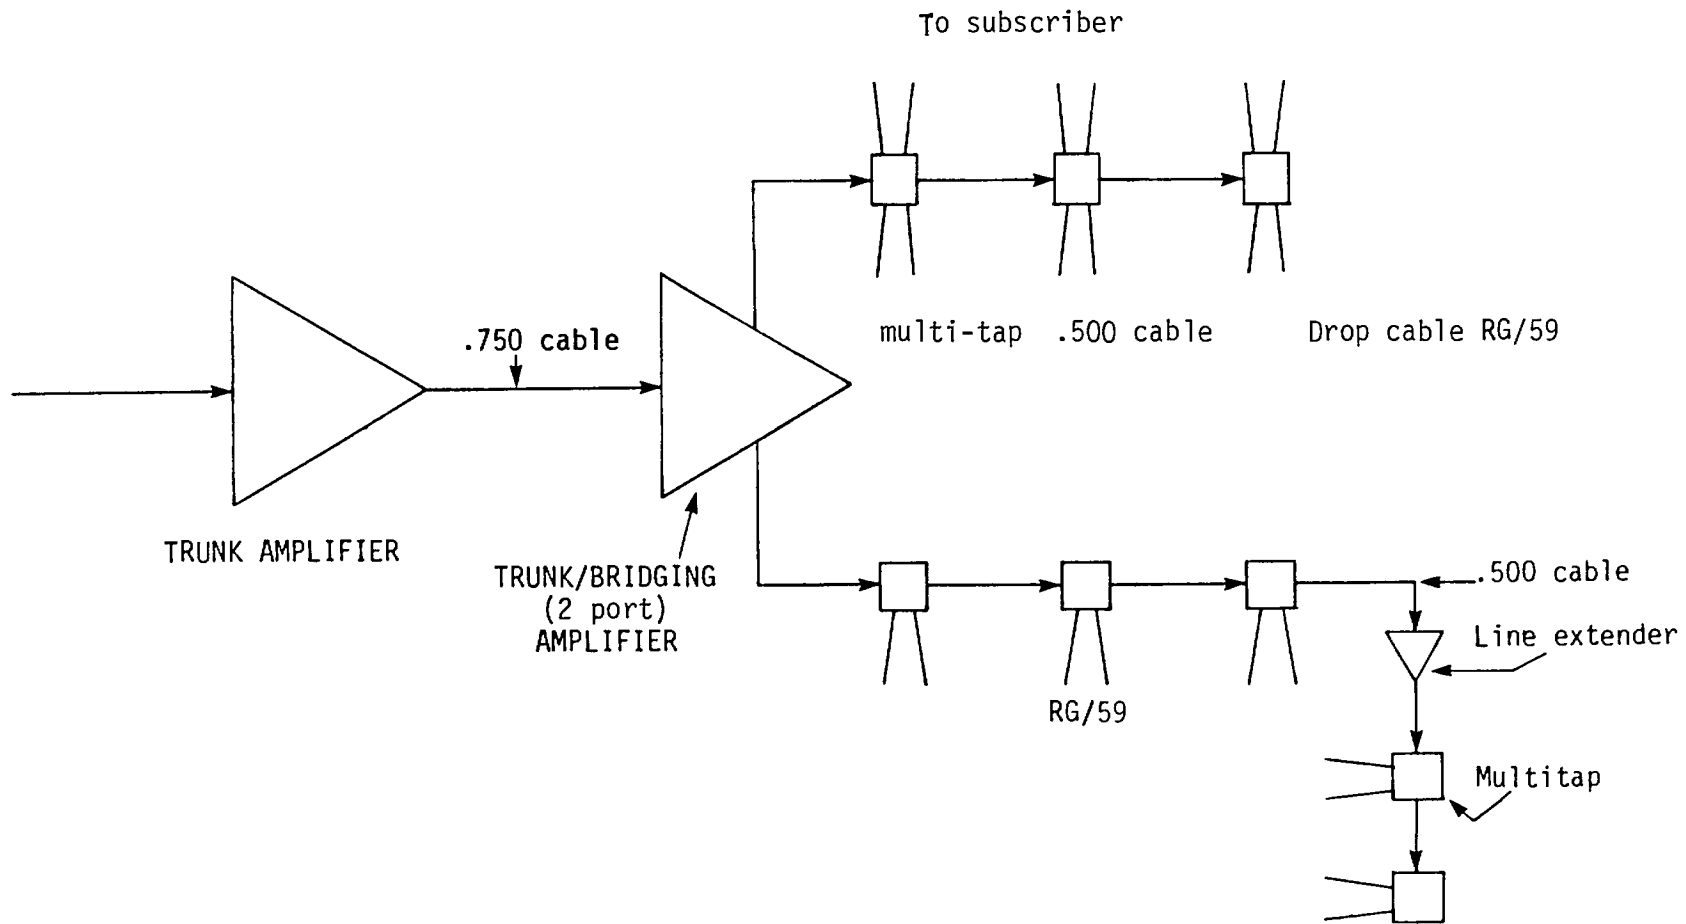 To subscriber
multi-tap .500 cable Drop cable RG/59
.750 cable
TRUNK AMPLIFIER
TRUNK/BRIDGING
(2 port)
AMPLIFIER
.500 cable
Line extender
RG/59
Multitap